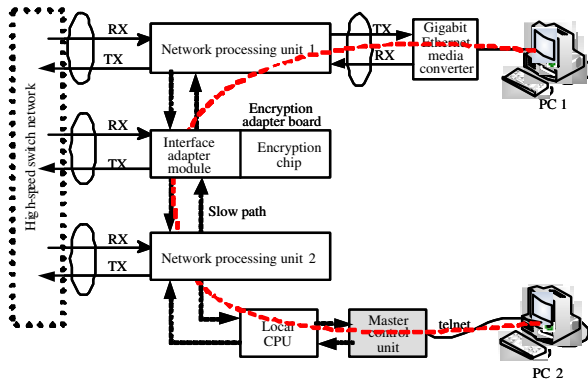 High-speed switch network
RX
TX
Network processing unit 1
TX
RX
Gigabit
Ethernet
media
converter
PC 1
Encryption
adapter board
RX
TX
Interface
adapter
module
Encryption
chip
Slow path
RX
TX
Network processing unit 2
Local
CPU
Master
control
unit
telnet
PC 2